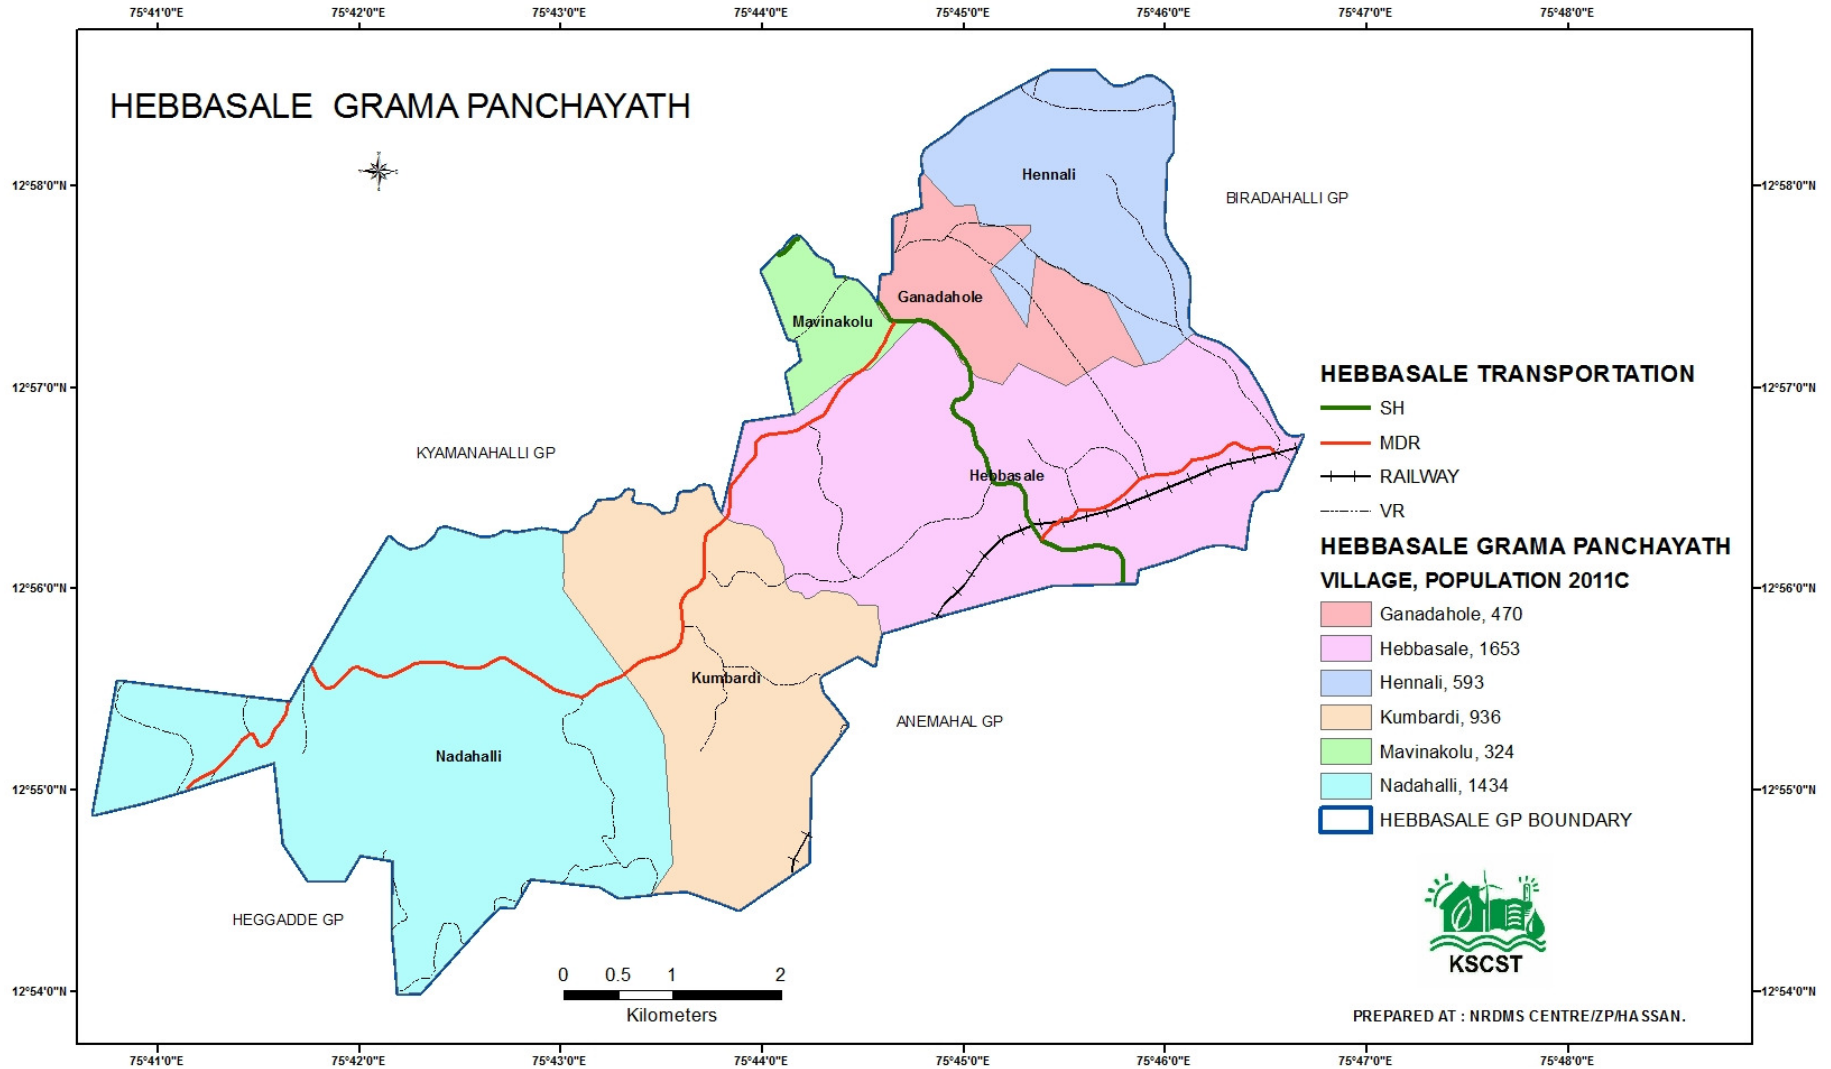 75°41'0"E 75°42'0"E 75°43'0"E 75°44'0"E 75°45'0"E 75°46'0"E 75°47'0"E 75°48'0"E
HEBBASALE GRAMA PANCHAYATH
Hennali
12°58'0"N
12°58'0"N
BIRADAHALLI GP
Ganadahole
Mavinakolu
HEBBASALE TRANSPORTATION
12°57'0"N
12°57'0"N
SH
MDR
KYAMANAHALLI GP
Hebbasale
RAILWAY
VR
HEBBASALE GRAMA PANCHAYATH
VILLAGE, POPULATION 2011C
12°56'0"N
12°56'0"N
Ganadahole, 470
Hebbasale, 1653
Kumbardi
Hennali, 593
Kumbardi, 936
ANEMAHAL GP
Nadahalli
Mavinakolu, 324
12°55'0"N
12°55'0"N
Nadahalli, 1434
HEBBASALE GP BOUNDARY
HEGGADDE GP
KSCST
0 0.5 1 2
12°54'0"N
12°54'0"N
Kilometers
PREPARED AT : NRDMS CENTRE/ZP/HASSAN.
75°41'0"E 75°42'0"E 75°43'0"E 75°44'0"E 75°45'0"E 75°46'0"E 75°47'0"E 75°48'0"E